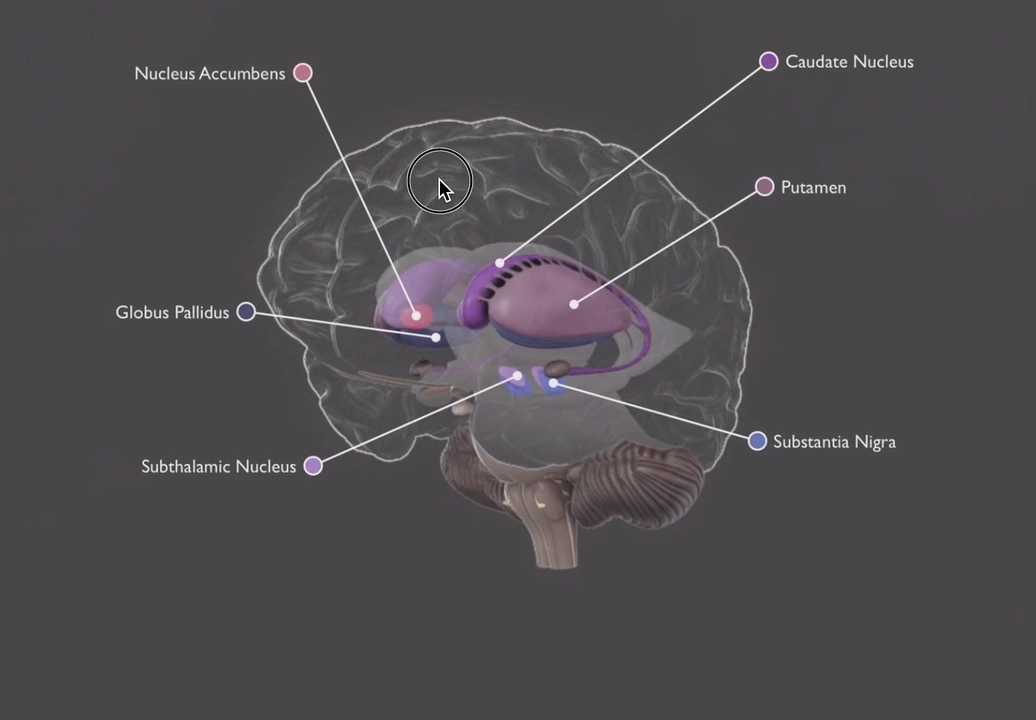 Nucleus Accumbens
Caudate Nucleus
Putamen
Globus Pallidus
Substantia Nigra
Subthalamic Nucleus